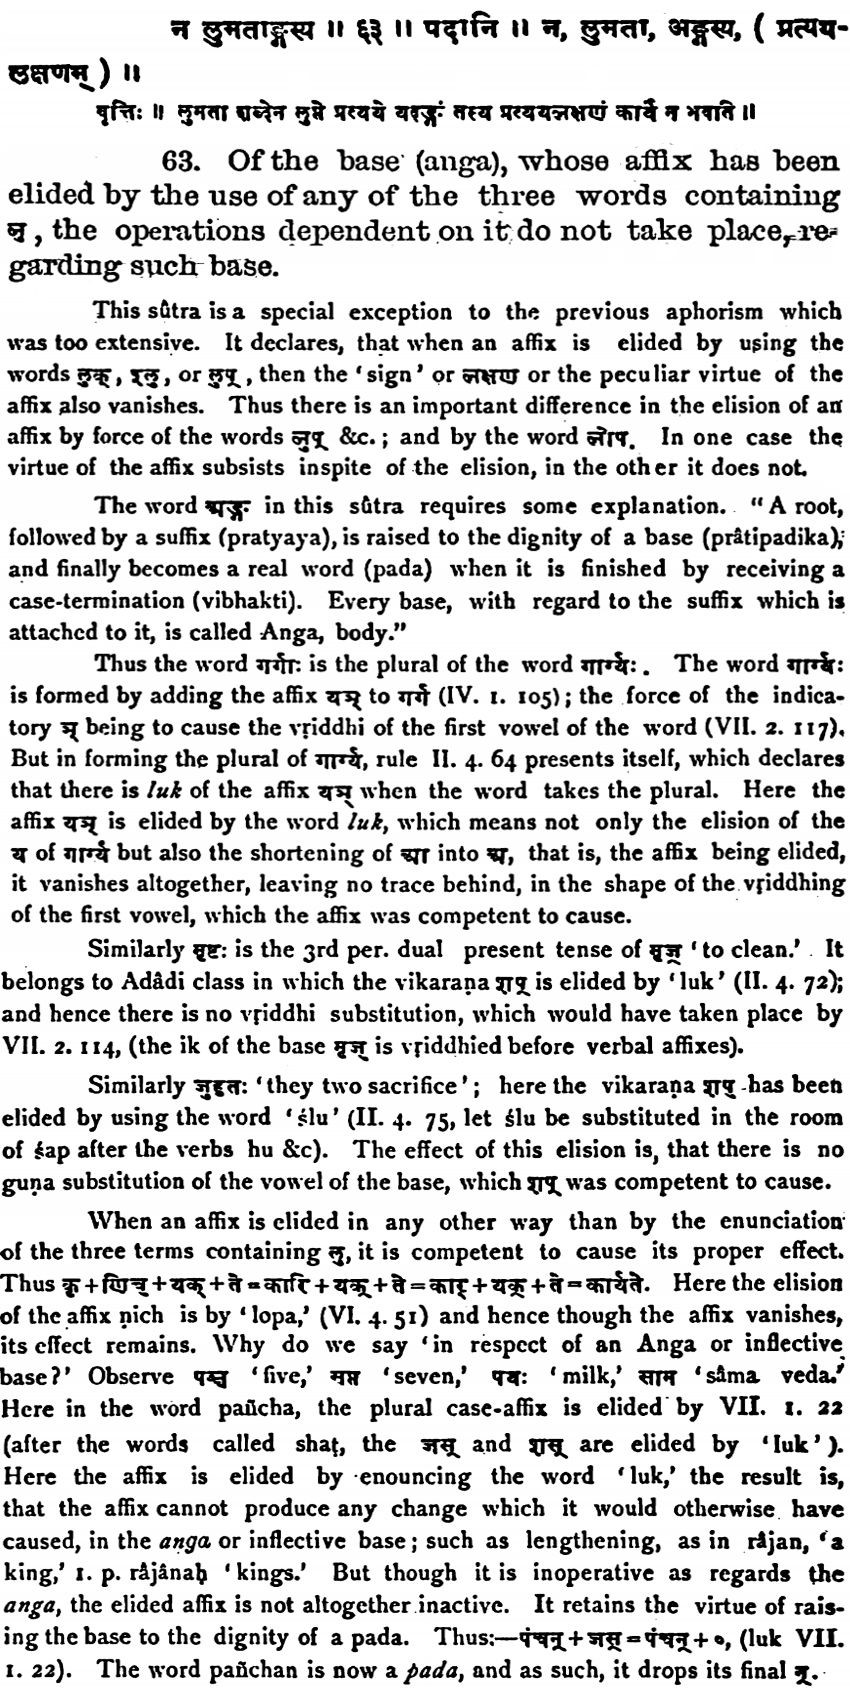 न लुमताङ्गस्य ॥ ६३ ॥ पदानि ॥ न, लुमता, अङ्गस्य, ( प्रत्यय-
लक्षणम् ) ॥
वृत्तिः ॥ लुमता शब्देन लुप्ते प्रत्यये यदङ्गं तस्य प्रत्ययलक्षणं कार्यं न भवति ॥
63. Of the base (anga), whose affix has been
elided by the use of any of the three words containing
लु, the operations dependent on it do not take place, re-
garding such base.
This sûtra is a special exception to the previous aphorism which
was too extensive. It declares, that when an affix is elided by using the
words लुक्, श्लु, or लुप्, then the 'sign' or लक्षण or the peculiar virtue of the
affix also vanishes. Thus there is an important difference in the elision of an
affix by force of the words लुप् &c.; and by the word लोप. In one case the
virtue of the affix subsists inspite of the elision, in the other it does not.
The word अङ्ग in this sûtra requires some explanation. "A root,
followed by a suffix (pratyaya), is raised to the dignity of a base (prâtipadika);
and finally becomes a real word (pada) when it is finished by receiving a
case-termination (vibhakti). Every base, with regard to the suffix which is
attached to it, is called Anga, body."
Thus the word गर्गाः is the plural of the word गार्ग्यः. The word गार्ग्यः
is formed by adding the affix यञ् to गर्ग (IV. 1. 105); the force of the indica-
tory ञ् being to cause the vṛiddhi of the first vowel of the word (VII. 2. 117).
But in forming the plural of गार्ग्य, rule II. 4. 64 presents itself, which declares
that there is luk of the affix यञ् when the word takes the plural. Here the
affix यञ् is elided by the word luk, which means not only the elision of the
य of गार्ग्य but also the shortening of आ into अ, that is, the affix being elided,
it vanishes altogether, leaving no trace behind, in the shape of the vṛiddhing
of the first vowel, which the affix was competent to cause.
Similarly मृष्टः is the 3rd per. dual present tense of मृज् 'to clean.' It
belongs to Adâdi class in which the vikaraṇa शप् is elided by 'luk' (II. 4. 72);
and hence there is no vṛiddhi substitution, which would have taken place by
VII. 2. 114, (the ik of the base मृज् is vṛiddhied before verbal affixes).
Similarly जुहुतः 'they two sacrifice'; here the vikaraṇa शप् has been
elided by using the word 'ślu' (II. 4. 75, let ślu be substituted in the room
of śap after the verbs hu &c). The effect of this elision is, that there is no
guṇa substitution of the vowel of the base, which शप् was competent to cause.
When an affix is elided in any other way than by the enunciation
of the three terms containing लु, it is competent to cause its proper effect.
Thus कृ+णिच्+यक्+ते=कारि+यक्+ते=कार्+यक्+ते=कार्यते. Here the elision
of the affix ṇich is by 'lopa,' (VI. 4. 51) and hence though the affix vanishes,
its effect remains. Why do we say 'in respect of an Anga or inflective
base?' Observe पञ्च 'five,' सप्त 'seven,' पयः 'milk,' साम 'sâma veda.'
Here in the word pañcha, the plural case-affix is elided by VII. 1. 22
(after the words called shaṭ, the जस् and शस् are elided by 'luk').
Here the affix is elided by enouncing the word 'luk,' the result is,
that the affix cannot produce any change which it would otherwise have
caused, in the anga or inflective base; such as lengthening, as in râjan, 'a
king,' 1. p. râjânaḥ 'kings.' But though it is inoperative as regards the
anga, the elided affix is not altogether inactive. It retains the virtue of rais-
ing the base to the dignity of a pada. Thus:—पंचन्+जस्=पंचन्+०, (luk VII.
1. 22). The word pañchan is now a pada, and as such, it drops its final न्.